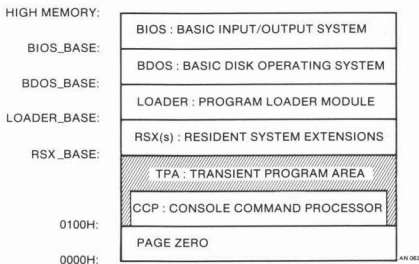 HIGH MEMORY:
BIOS : BASIC INPUT/OUTPUT SYSTEM
BIOS_BASE:
BDOS : BASIC DISK OPERATING SYSTEM
BDOS_BASE:
LOADER : PROGRAM LOADER MODULE
LOADER_BASE:
RSX(s) : RESIDENT SYSTEM EXTENSIONS
RSX_BASE:
TPA : TRANSIENT PROGRAM AREA
CCP : CONSOLE COMMAND PROCESSOR
0100H:
PAGE ZERO
0000H: